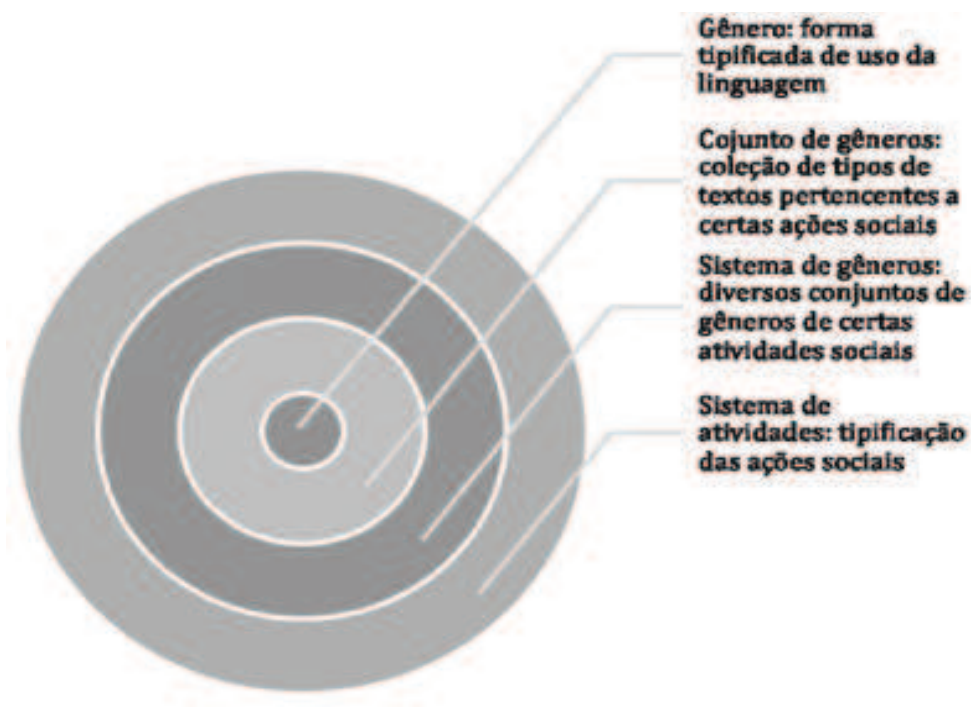 Gênero: forma
tipificada de uso da
linguagem
Cojunto de gêneros:
coleção de tipos de
textos pertencentes a
certas ações sociais
Sistema de gêneros:
diversos conjuntos de
gêneros de certas
atividades sociais
Sistema de
atividades: tipificação
das ações sociais